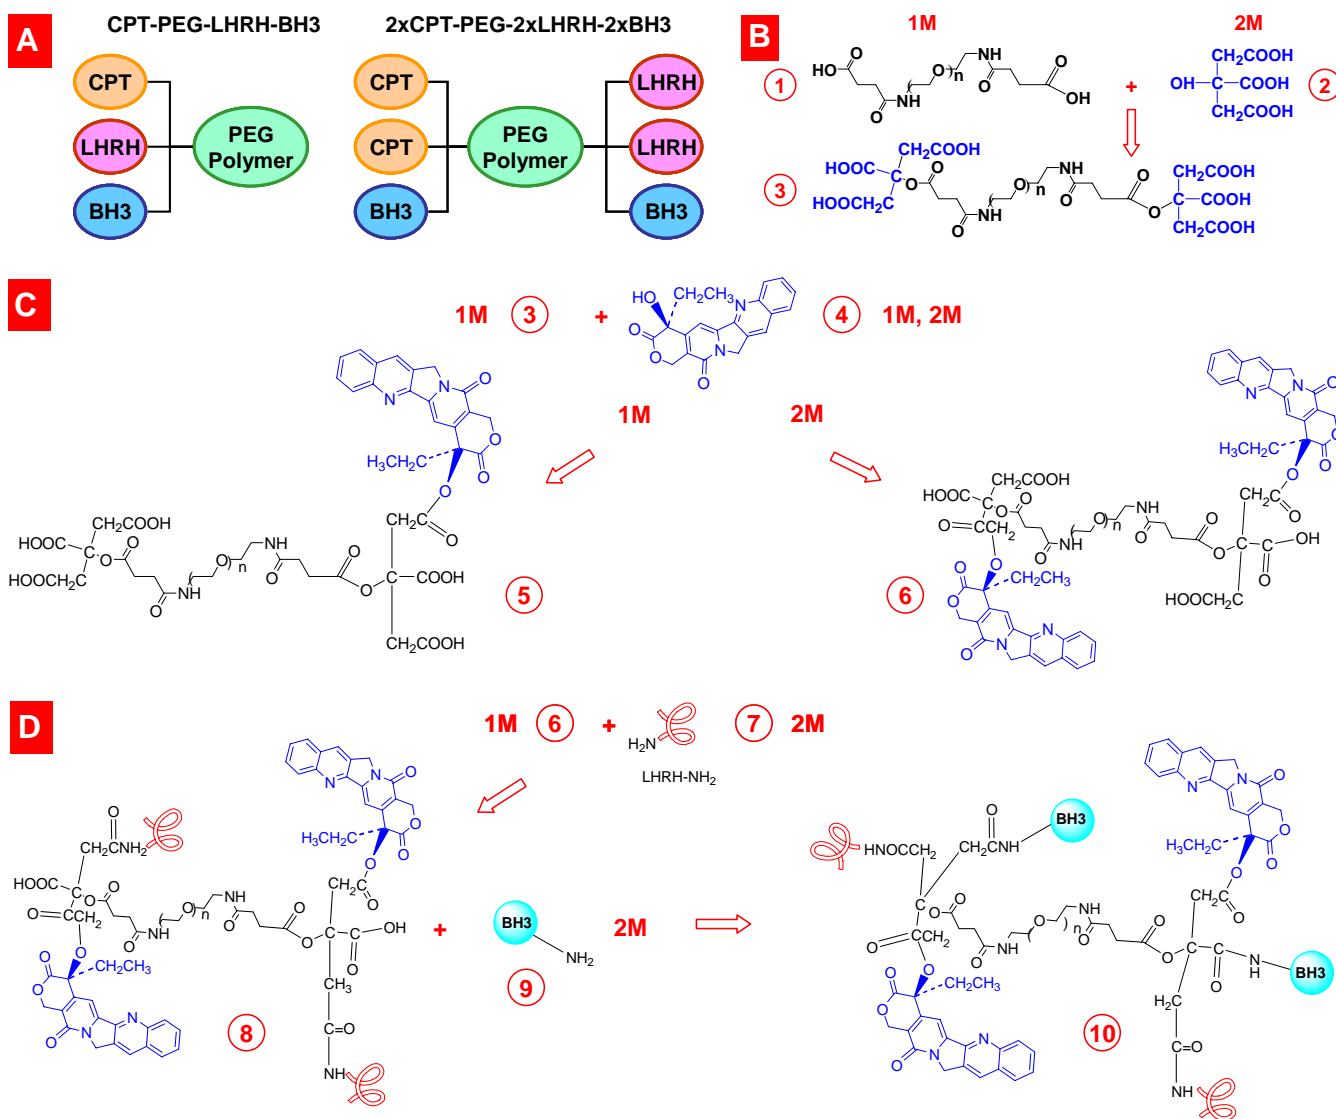 A
CPT-PEG-LHRH-BH3
2xCPT-PEG-2xLHRH-2xBH3
CPT
LHRH
BH3
PEG
Polymer
CPT
CPT
BH3
PEG
Polymer
LHRH
LHRH
BH3
B
1M
2M
1
HO
O
O
NH
O
n
NH
O
O
OH
+
CH₂COOH
OH
C
COOH
CH₂COOH
2
3
CH₂COOH
HOOC
C
HOOCH₂C
O
O
O
NH
O
n
NH
O
O
O
CH₂COOH
C
COOH
CH₂COOH
C
1M
3
+
HO
CH₂CH₃
O
O
N
N
O
4
1M, 2M
1M
2M
N
N
O
O
O
H₃CH₂C
O
H₂C
O
CH₂COOH
HOOC
C
HOOCH₂C
O
O
O
NH
O
n
NH
O
O
O
C
COOH
CH₂COOH
5
N
N
O
O
O
H₃CH₂C
O
H₂C
O
CH₂COOH
HOOC
C
O
O
O
CH₂
O
NH
O
n
NH
O
O
O
C
OH
O
HOOCH₂C
O
O
O
CH₂CH₃
N
N
O
6
D
1M
6
+
H₂N
LHRH-NH₂
7
2M
N
N
O
O
O
H₃CH₂C
O
H₂C
O
O
CH₂CNH₂
HOOC
C
O
O
O
CH₂
O
NH
O
n
NH
O
O
O
C
OH
O
CH₃
C=O
NH
O
O
O
CH₂CH₃
N
N
O
8
+
BH3
NH₂
9
2M
HNOCH₂C
O
CH₂CNH
BH3
C
O
O
O
CH₂
O
NH
O
n
NH
O
O
O
C
O
N
H
BH3
H₂C
C=O
NH
N
N
O
O
O
H₃CH₂C
O
H₂C
O
O
O
O
CH₂CH₃
N
N
O
10